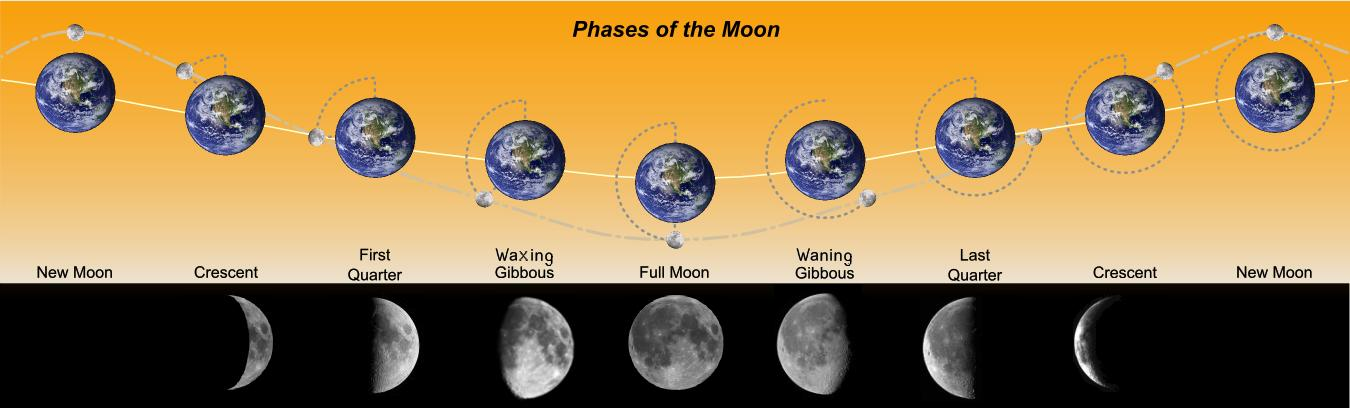 Phases of the Moon
New Moon
Crescent
First
Quarter
Waxing
Gibbous
Full Moon
Waning
Gibbous
Last
Quarter
Crescent
New Moon